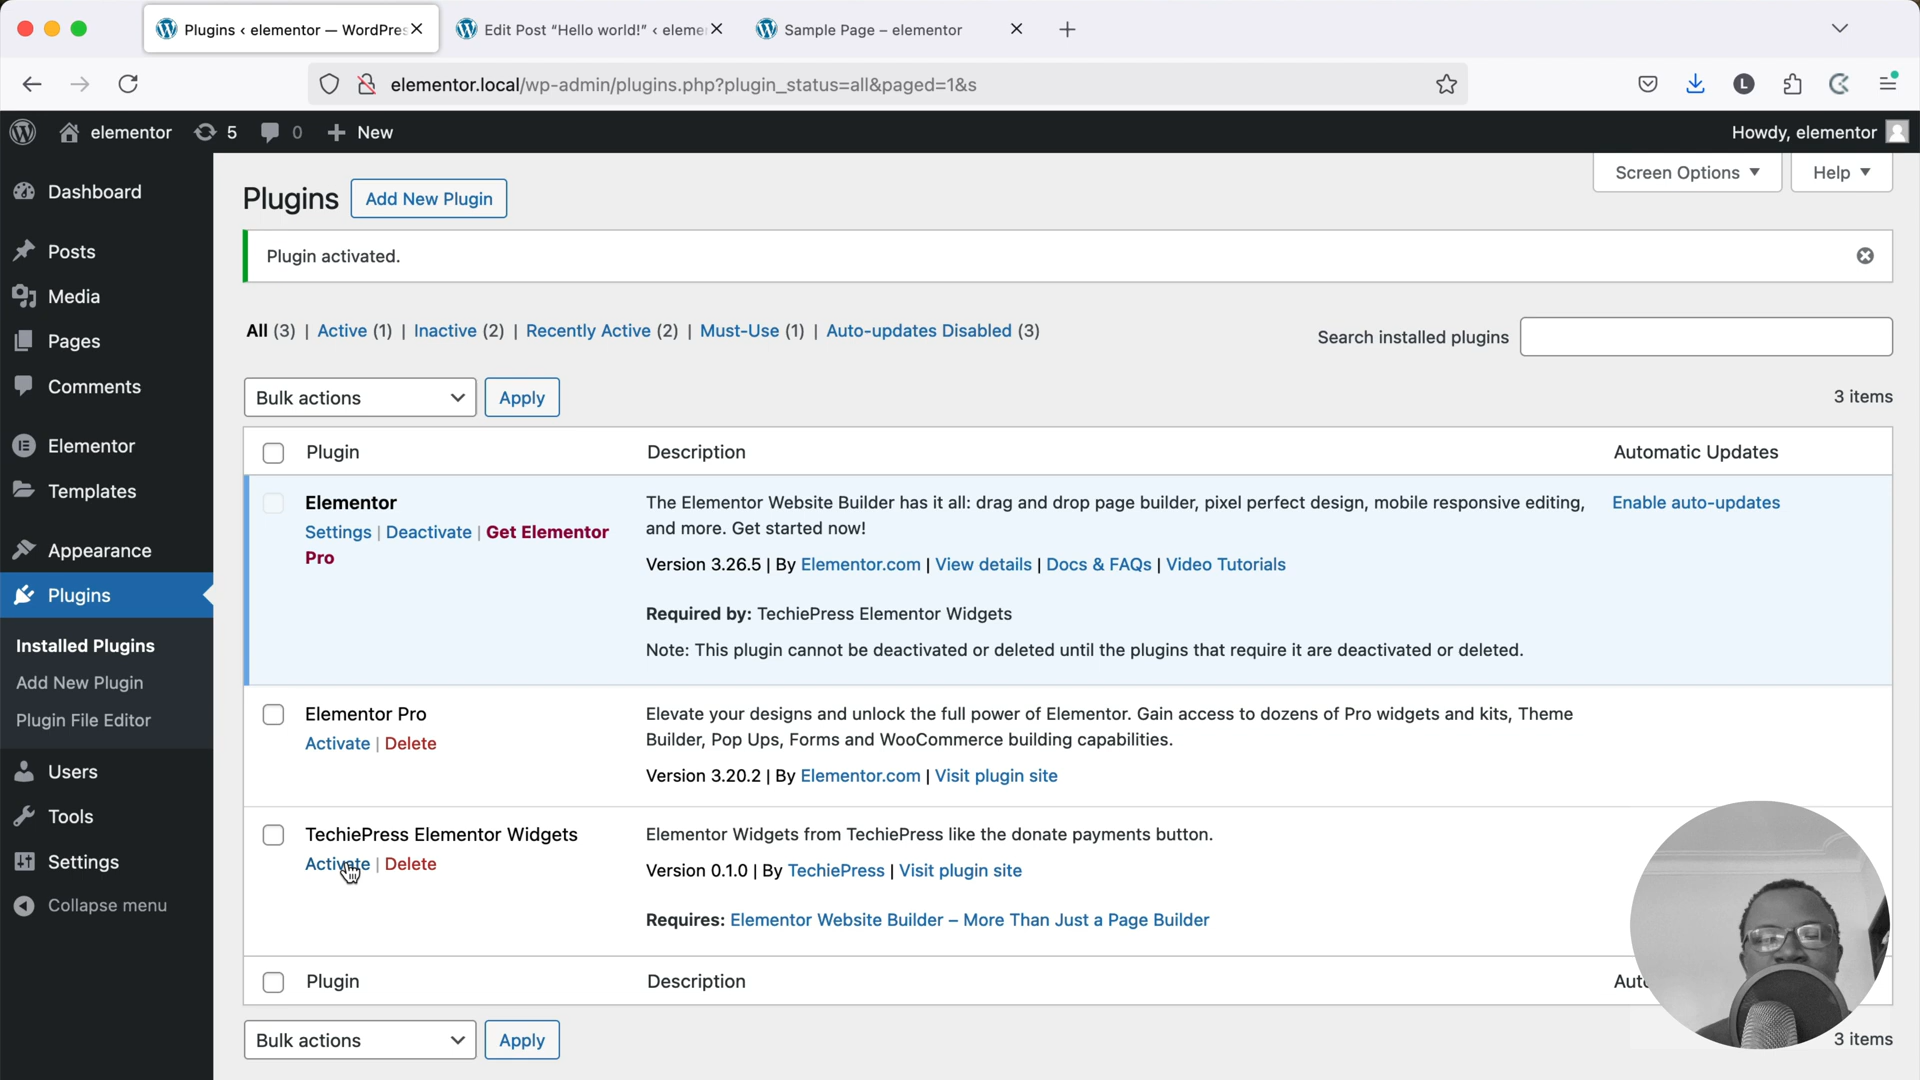 Plugins ‹ elementor — WordPres
Edit Post “Hello world!” ‹ eleme
Sample Page – elementor
elementor.local/wp-admin/plugins.php?plugin_status=all&paged=1&s
L
elementor 5 0 New
Howdy, elementor
Dashboard
Posts
Media
Pages
Comments
Elementor
Templates
Appearance
Plugins
Installed Plugins
Add New Plugin
Plugin File Editor
Users
Tools
Settings
Collapse menu
Screen Options
Help
Plugins
Add New Plugin
Plugin activated.
All (3) | Active (1) | Inactive (2) | Recently Active (2) | Must-Use (1) | Auto-updates Disabled (3)
Search installed plugins
Bulk actions
Apply
3 items
Plugin
Description
Automatic Updates
Elementor
Settings | Deactivate | Get Elementor
Pro
The Elementor Website Builder has it all: drag and drop page builder, pixel perfect design, mobile responsive editing,
and more. Get started now!
Version 3.26.5 | By Elementor.com | View details | Docs & FAQs | Video Tutorials
Required by: TechiePress Elementor Widgets
Note: This plugin cannot be deactivated or deleted until the plugins that require it are deactivated or deleted.
Enable auto-updates
Elementor Pro
Activate | Delete
Elevate your designs and unlock the full power of Elementor. Gain access to dozens of Pro widgets and kits, Theme
Builder, Pop Ups, Forms and WooCommerce building capabilities.
Version 3.20.2 | By Elementor.com | Visit plugin site
TechiePress Elementor Widgets
Activate | Delete
Elementor Widgets from TechiePress like the donate payments button.
Version 0.1.0 | By TechiePress | Visit plugin site
Requires: Elementor Website Builder – More Than Just a Page Builder
Plugin
Description
Bulk actions
Apply
3 items